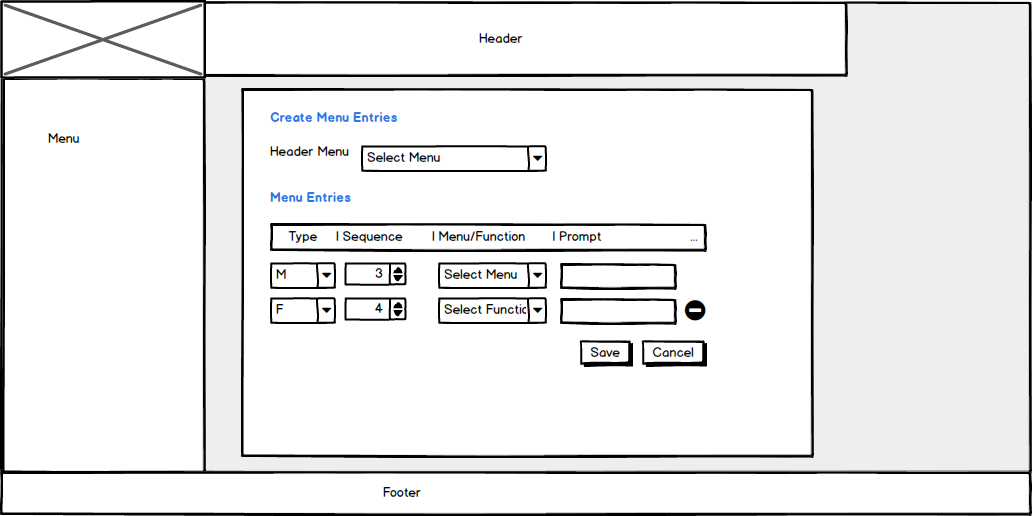 Header
Menu
Create Menu Entries
Header Menu Select Menu
Menu Entries
Type | Sequence | Menu/Function | Prompt ...
M 3 Select Menu
F 4 Select Functic
Save Cancel
Footer